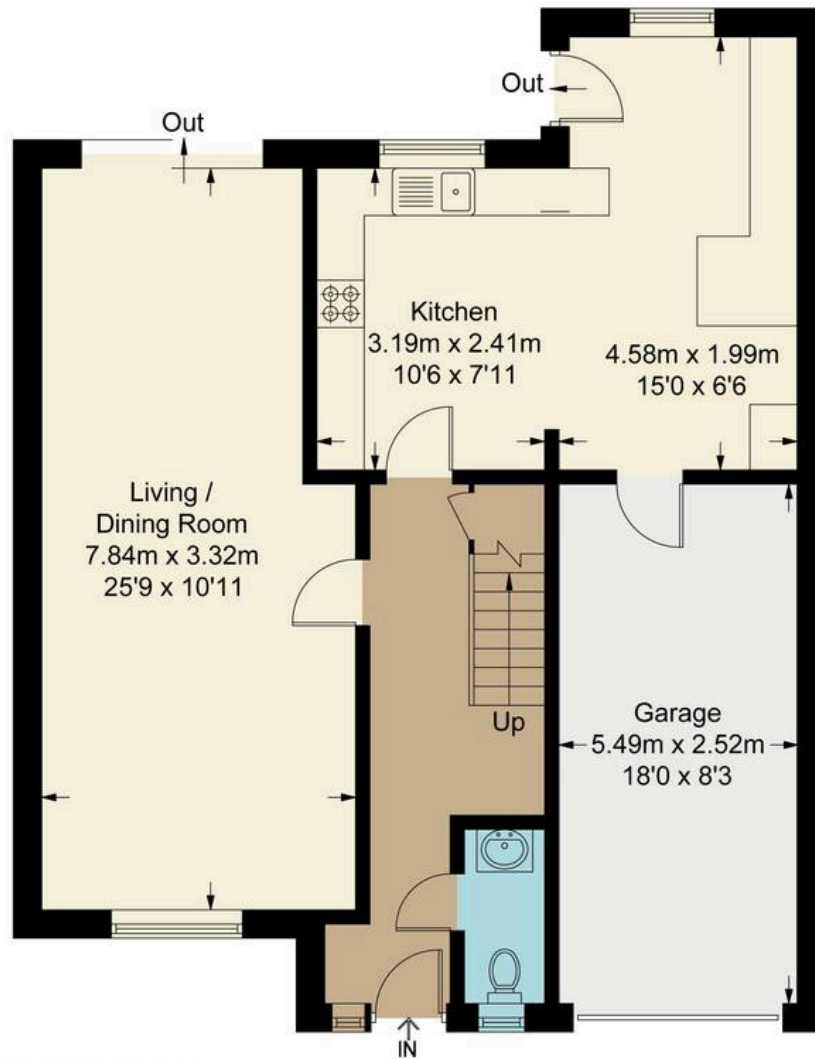 Out
Out
Kitchen
3.19m x 2.41m
10'6 x 7'11
4.58m x 1.99m
15'0 x 6'6
Living /
Dining Room
7.84m x 3.32m
25'9 x 10'11
Up
Garage
5.49m x 2.52m
18'0 x 8'3
IN